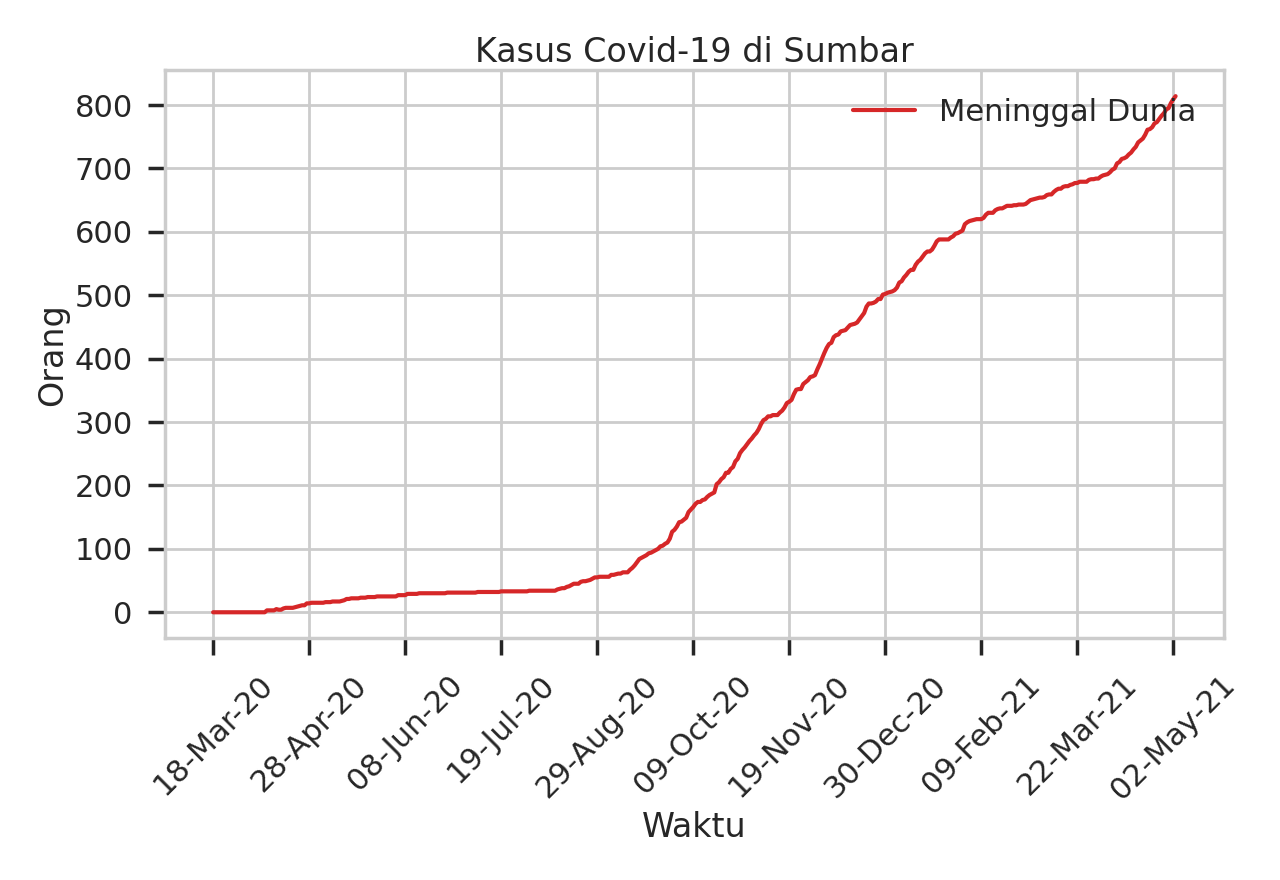 Kasus Covid-19 di Sumbar
Meninggal Dunia
Orang
800
700
600
500
400
300
200
100
0
18-Mar-20
28-Apr-20
08-Jun-20
19-Jul-20
29-Aug-20
09-Oct-20
19-Nov-20
30-Dec-20
09-Feb-21
22-Mar-21
02-May-21
Waktu